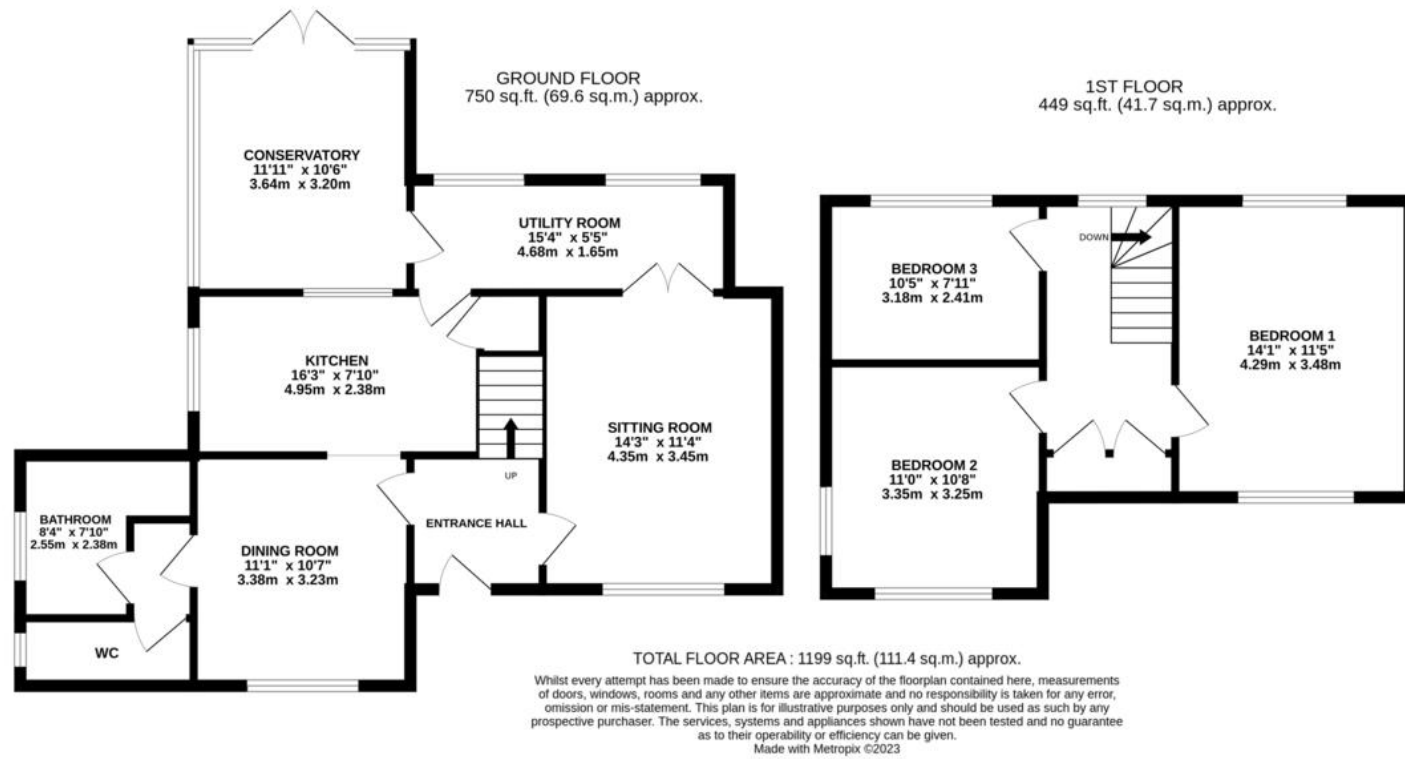 GROUND FLOOR
750 sq.ft. (69.6 sq.m.) approx.
1ST FLOOR
449 sq.ft. (41.7 sq.m.) approx.
CONSERVATORY
11'11" x 10'6"
3.64m x 3.20m
UTILITY ROOM
15'4" x 5'5"
4.68m x 1.65m
KITCHEN
16'3" x 7'10"
4.95m x 2.38m
SITTING ROOM
14'3" x 11'4"
4.35m x 3.45m
UP
ENTRANCE HALL
BATHROOM
8'4" x 7'10"
2.55m x 2.38m
DINING ROOM
11'1" x 10'7"
3.38m x 3.23m
WC
DOWN
BEDROOM 3
10'5" x 7'11"
3.18m x 2.41m
BEDROOM 1
14'1" x 11'5"
4.29m x 3.48m
BEDROOM 2
11'0" x 10'8"
3.35m x 3.25m
TOTAL FLOOR AREA : 1199 sq.ft. (111.4 sq.m.) approx.
Whilst every attempt has been made to ensure the accuracy of the floorplan contained here, measurements
of doors, windows, rooms and any other items are approximate and no responsibility is taken for any error,
omission or mis-statement. This plan is for illustrative purposes only and should be used as such by any
prospective purchaser. The services, systems and appliances shown have not been tested and no guarantee
as to their operability or efficiency can be given.
Made with Metropix ©2023